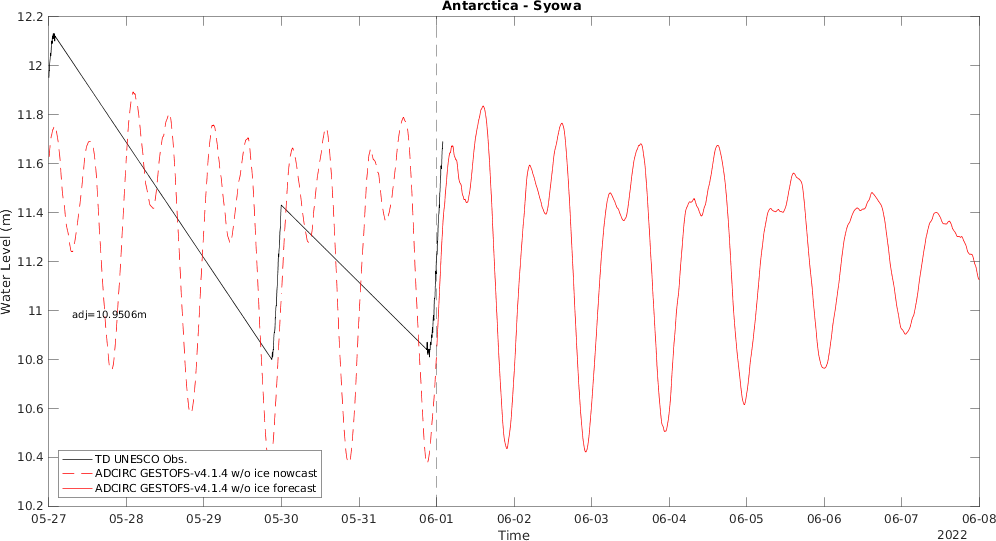 Antarctica - Syowa
12.2
12
11.8
11.6
11.4
11.2
11
10.8
10.6
10.4
10.2
Water Level (m)
adj=10.9506m
TD UNESCO Obs.
ADCIRC GESTOFS-v4.1.4 w/o ice nowcast
ADCIRC GESTOFS-v4.1.4 w/o ice forecast
05-27 05-28 05-29 05-30 05-31 06-01 06-02 06-03 06-04 06-05 06-06 06-07 06-08
Time
2022